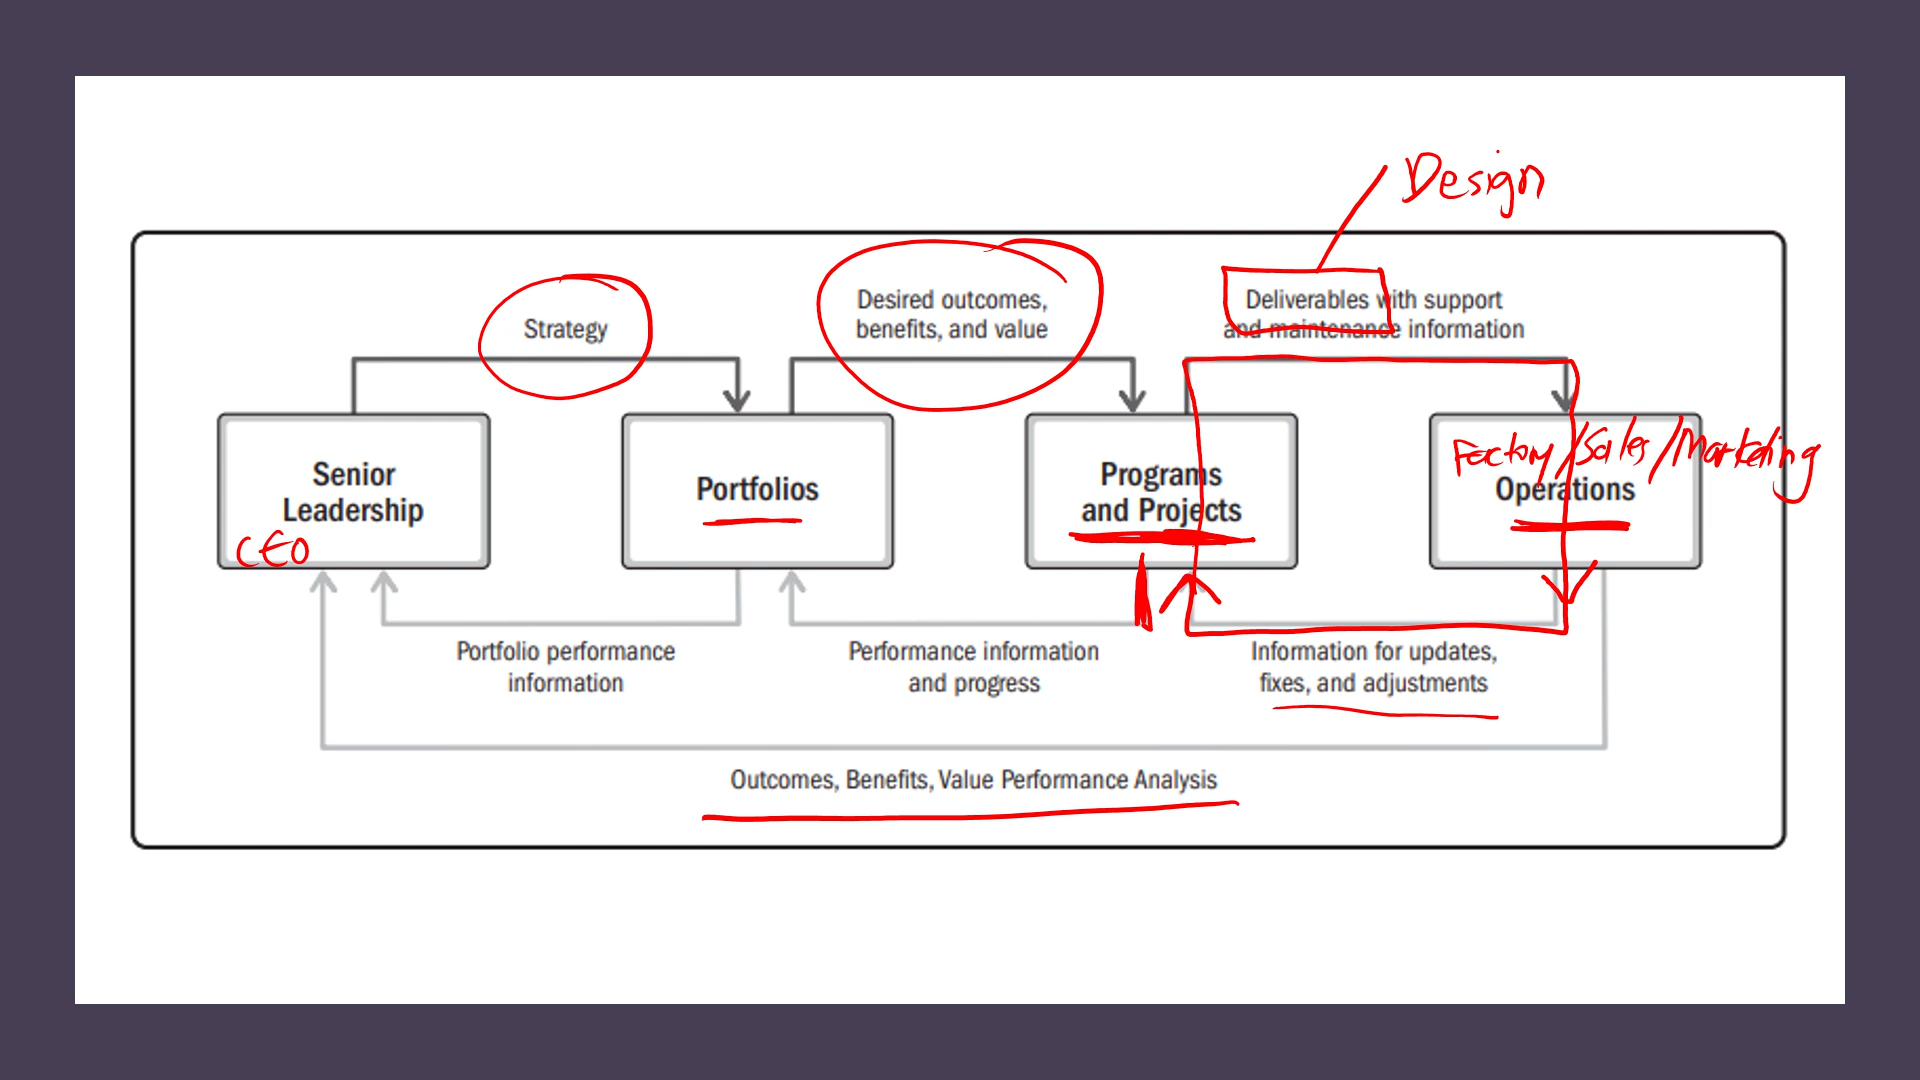 Design
Desired outcomes,
benefits, and value
Deliverables with support
and maintenance information
Strategy
Senior
Leadership
CEO
Portfolios
Programs
and Projects
Factory/Sales/Marketing
Operations
Portfolio performance
information
Performance information
and progress
Information for updates,
fixes, and adjustments
Outcomes, Benefits, Value Performance Analysis